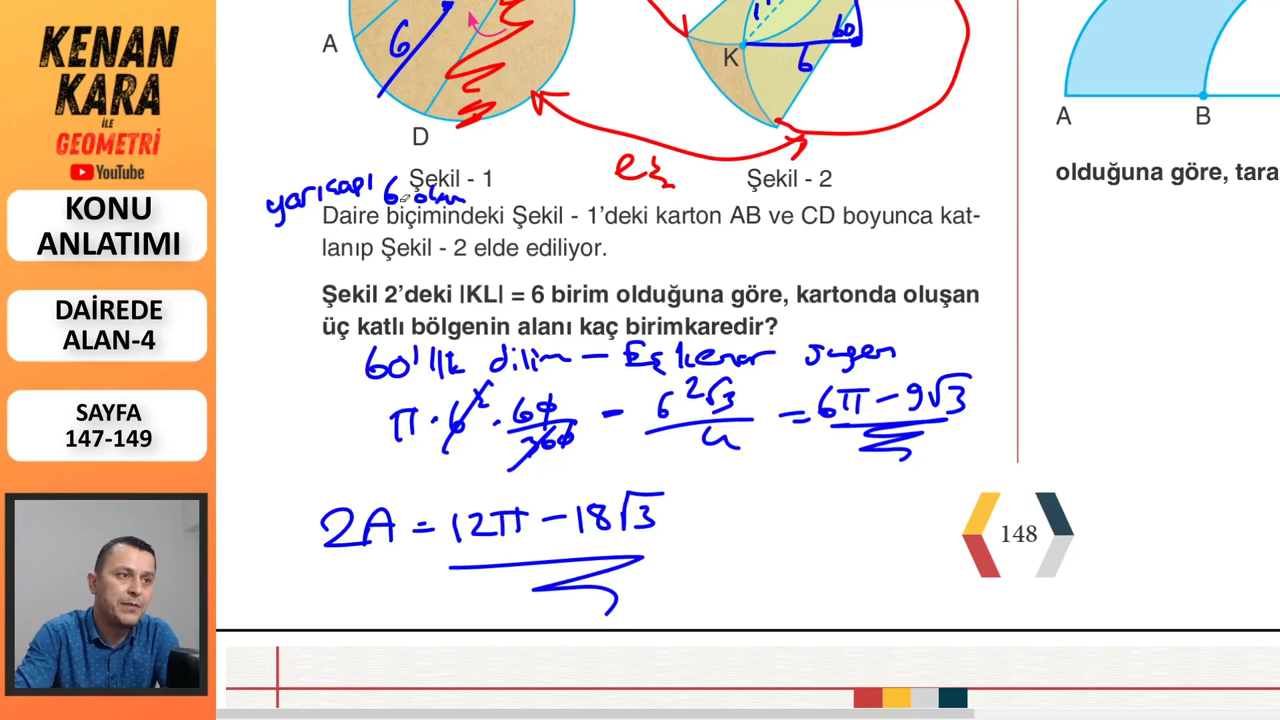 KENAN
KARA
İLE
GEOMETRİ
YouTube
KONU
ANLATIMI
DAİREDE
ALAN-4
SAYFA
147-149
A
6
D
K
6
60
1
eş
Şekil - 1
Şekil - 2
yarıçapı 6 olsun
Daire biçimindeki Şekil - 1'deki karton AB ve CD boyunca kat-
lanıp Şekil - 2 elde ediliyor.
Şekil 2'deki |KL| = 6 birim olduğuna göre, kartonda oluşan
üç katlı bölgenin alanı kaç birimkaredir?
60'lık dilim – Eşkenar üçgen
π · 6² · 60/360 – 6²√3/4 = 6π – 9√3
2A = 12π – 18√3
148
A
B
olduğuna göre, tara